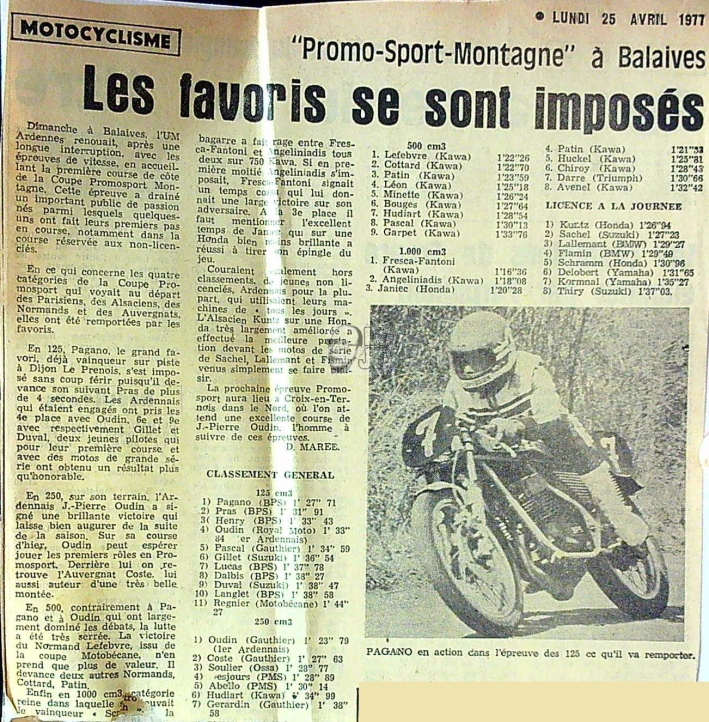 ● LUNDI 25 AVRIL 1977
MOTOCYCLISME
"Promo-Sport-Montagne" à Balaives
Les favoris se sont imposés
Dimanche à Balaives, l'UM
Ardennes renouait, après une
longue interruption, avec les
épreuves de vitesse, en accueil-
lant la première course de côte
de la Coupe Promosport Mon-
tagne. Cette épreuve a drainé
un important public de passion-
nés parmi lesquels quelques-
uns ont fait leurs premiers pas
en course, notamment dans la
course réservée aux non-licen-
ciés.
En ce qui concerne les quatre
catégories de la Coupe Pro-
mosport qui voyait au départ
des Parisiens, des Alsaciens, des
Normands et des Auvergnats,
elles ont été remportées par les
favoris.
En 125, Pagano, le grand fa-
vori, déjà vainqueur sur piste
à Dijon Le Prenois, s'est impo-
sé sans coup férir puisqu'il de-
vance son suivant Pras de plus
de 4 secondes. Les Ardennais
qui étaient engagés ont pris les
4e place avec Oudin, 6e et 9e
avec respectivement Gillet et
Duval, deux jeunes pilotes qui
pour leur première course et
avec des motos de grande sé-
rie ont obtenu un résultat plus
qu'honorable.
En 250, sur son terrain, l'Ar-
dennais J.-Pierre Oudin a si-
gné une brillante victoire qui
laisse bien augurer de la suite
de la saison. Sur sa course
d'hier, Oudin peut espérer
jouer les premiers rôles en Pro-
mosport. Derrière lui on re-
trouve l'Auvergnat Coste, lui
aussi auteur d'une très belle
montée.
En 500, contrairement à Pa-
gano et à Oudin qui ont large-
ment dominé les débats, la lutte
a été très serrée. La victoire
du Normand Lefebvre, issu de
la coupe Motobécane, n'en
prend que plus de valeur. Il
devance deux autres Normands,
Cottard, Patin.
Enfin en 1000 cm3, catégorie
reine dans laquelle
le vainqueur la
bagarre a fait rage entre Fres-
ca-Fantoni et Angeliniadis tous
deux sur 750 Kawa. Si en pre-
mière moitié Angeliniadis s'im-
posait, Fresca-Fantoni signait
un temps qui lui don-
nait une large victoire sur son
adversaire. A la 3e place il
faut mentionner l'excellent
temps de Janiec qui sur une
Honda bien moins brillante a
réussi à tirer son épingle du
jeu.
Couraient également hors
classements, de jeunes non li-
cenciés, Ardennais pour la plu-
part, qui utilisaient leurs ma-
chines de « tous les jours ».
L'Alsacien Kuntz sur une Hon-
da très largement améliorée a
effectué la meilleure presta-
tion devant les motos de série
de Sachel, Lallemant et Flamin
venus simplement se faire plai-
sir.
La prochaine épreuve Promo-
sport aura lieu à Croix-en-Ter-
nois dans le Nord, où l'on at-
tend une excellente course de
J.-Pierre Oudin, l'homme à
suivre de ces épreuves.
D. MAREE.
CLASSEMENT GENERAL
125 cm3
1) Pagano (BPS) 1' 27" 71
2) Pras (BPS) 1' 31" 91
3) Henry (BPS) 1' 33" 43
4) Oudin (Royal Moto) 1' 33"
84 1er Ardennais)
5) Pascal (Gauthier) 1' 34" 59
6) Gillet (Suzuki) 1' 36" 54
7) Lucas (BPS) 1' 37" 78
8) Dalbis (BPS) 1' 38" 27
9) Duval (Suzuki) 1' 38" 47
10) Langlet (BPS) 1' 38" 58
11) Regnier (Motobécane) 1' 44"
27
250 cm3
1) Oudin (Gauthier) 1' 23" 79
(1er Ardennais)
2) Coste (Gauthier) 1' 27" 63
3) Soulier (Ossa) 1' 28" 77
4) (PMS) 1' 28" 89
5) Abello (PMS) 1' 30" 14
6) Hudiart (Kawa) 1' 34" 99
7) Gerardin (Gauthier) 1' 38"
58
500 cm3
1. Lefebvre (Kawa) 1'22"26
2. Cottard (Kawa) 1'22"70
3. Patin (Kawa) 1'23"59
4. Léon (Kawa) 1'25"18
5. Minette (Kawa) 1'26"24
6. Bouges (Kawa) 1'27"64
7. Hudiart (Kawa) 1'28"54
8. Pascal (Kawa) 1'30"13
9. Garpet (Kawa) 1'33"76
1.000 cm3
1. Fresca-Fantoni
(Kawa) 1'16"36
2. Angeliniadis (Kawa) 1'18"08
3. Janiec (Honda) 1'20"28
4. Patin (Kawa) 1'21"53
5. Huckel (Kawa) 1'25"81
6. Chiroy (Kawa) 1'28"43
7. Darre (Triumph) 1'30"66
8. Avenel (Kawa) 1'32"42
LICENCE A LA JOURNEE
1) Kuntz (Honda) 1'26"94
2) Sachel (Suzuki) 1'27"23
3) Lallemant (BMW) 1'29"27
4) Flamin (BMW) 1'29"49
5) Schramm (Honda) 1'30"96
6) Delobert (Yamaha) 1'31"65
7) Kormnal (Yamaha) 1'35"27
8) Thiry (Suzuki) 1'37"03.
7
7
PAGANO en action dans l'épreuve des 125 cc qu'il va remporter.